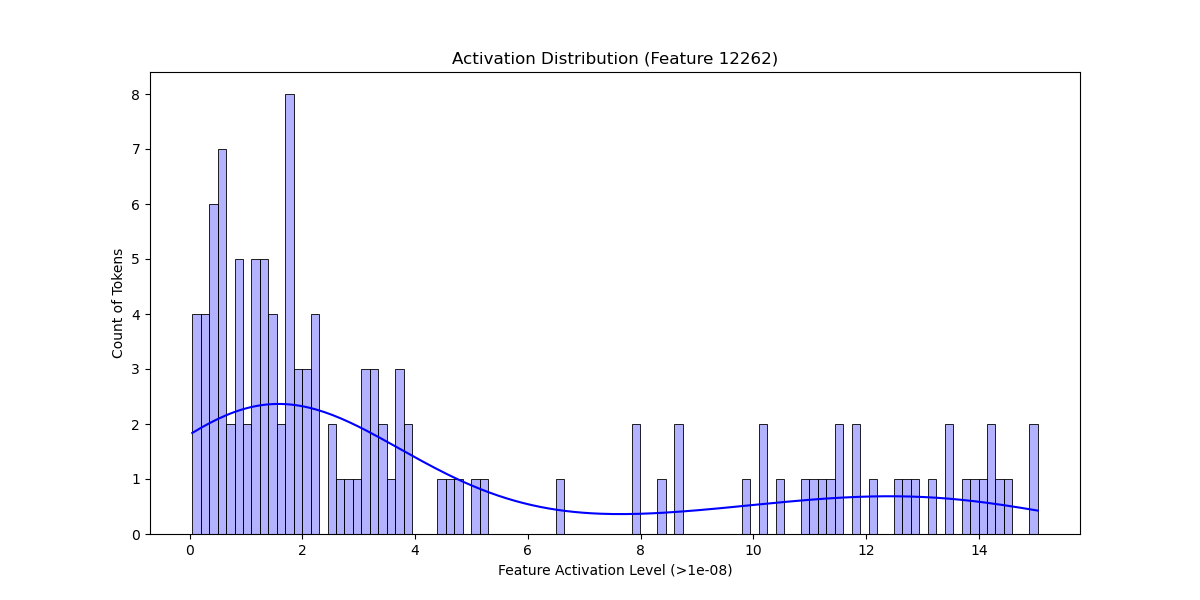 Activation Distribution (Feature 12262)
8
7
6
5
4
3
2
1
0
Count of Tokens
0 2 4 6 8 10 12 14
Feature Activation Level (>1e-08)